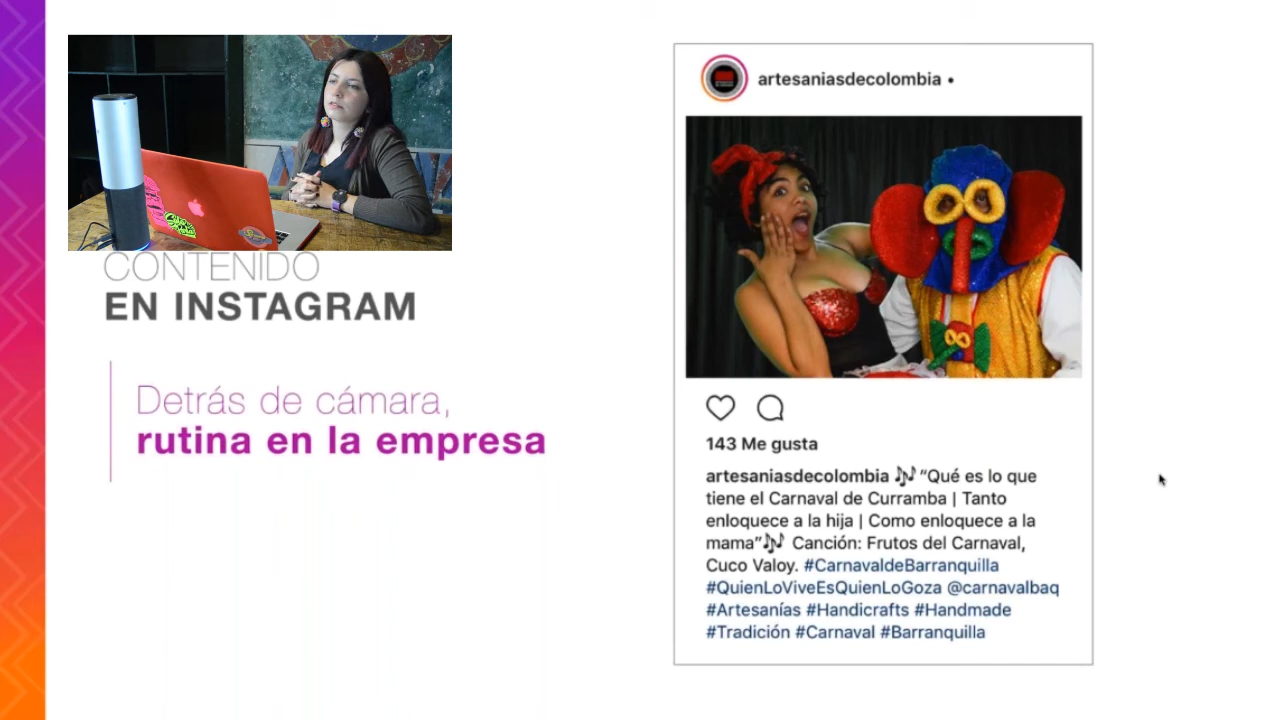 CONTENIDO
EN INSTAGRAM
Detrás de cámara,
rutina en la empresa
artesaniasdecolombia •
143 Me gusta
artesaniasdecolombia 🎶 "Qué es lo que
tiene el Carnaval de Curramba | Tanto
enloquece a la hija | Como enloquece a la
mama"🎶 Canción: Frutos del Carnaval,
Cuco Valoy. #CarnavaldeBarranquilla
#QuienLoViveEsQuienLoGoza @carnavalbaq
#Artesanías #Handicrafts #Handmade
#Tradición #Carnaval #Barranquilla